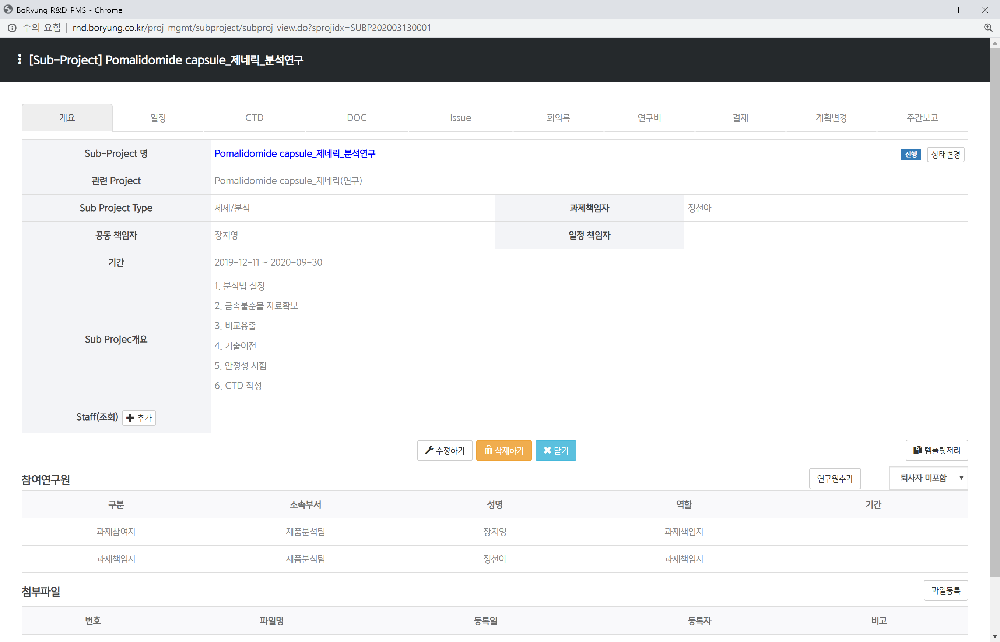 BoRyung R&D_PMS - Chrome
주의 요함 rnd.boryung.co.kr/proj_mgmt/subproject/subproj_view.do?sprojidx=SUBP202003130001
[Sub-Project] Pomalidomide capsule_제네릭_분석연구
개요 일정 CTD DOC Issue 회의록 연구비 결재 계획변경 주간보고
Sub-Project 명 Pomalidomide capsule_제네릭_분석연구 진행 상태변경
관련 Project Pomalidomide capsule_제네릭(연구)
Sub Project Type 제제/분석 과제책임자 정선아
공동 책임자 장지영 일정 책임자
기간 2019-12-11 ~ 2020-09-30
Sub Projec개요
1. 분석법 설정
2. 금속불순물 자료확보
3. 비교용출
4. 기술이전
5. 안정성 시험
6. CTD 작성
Staff(조회) 추가
수정하기 삭제하기 닫기 템플릿처리
참여연구원 연구원추가 퇴사자 미포함
구분 소속부서 성명 역할 기간
과제참여자 제품분석팀 장지영 과제책임자
과제책임자 제품분석팀 정선아 과제책임자
첨부파일 파일등록
번호 파일명 등록일 등록자 비고